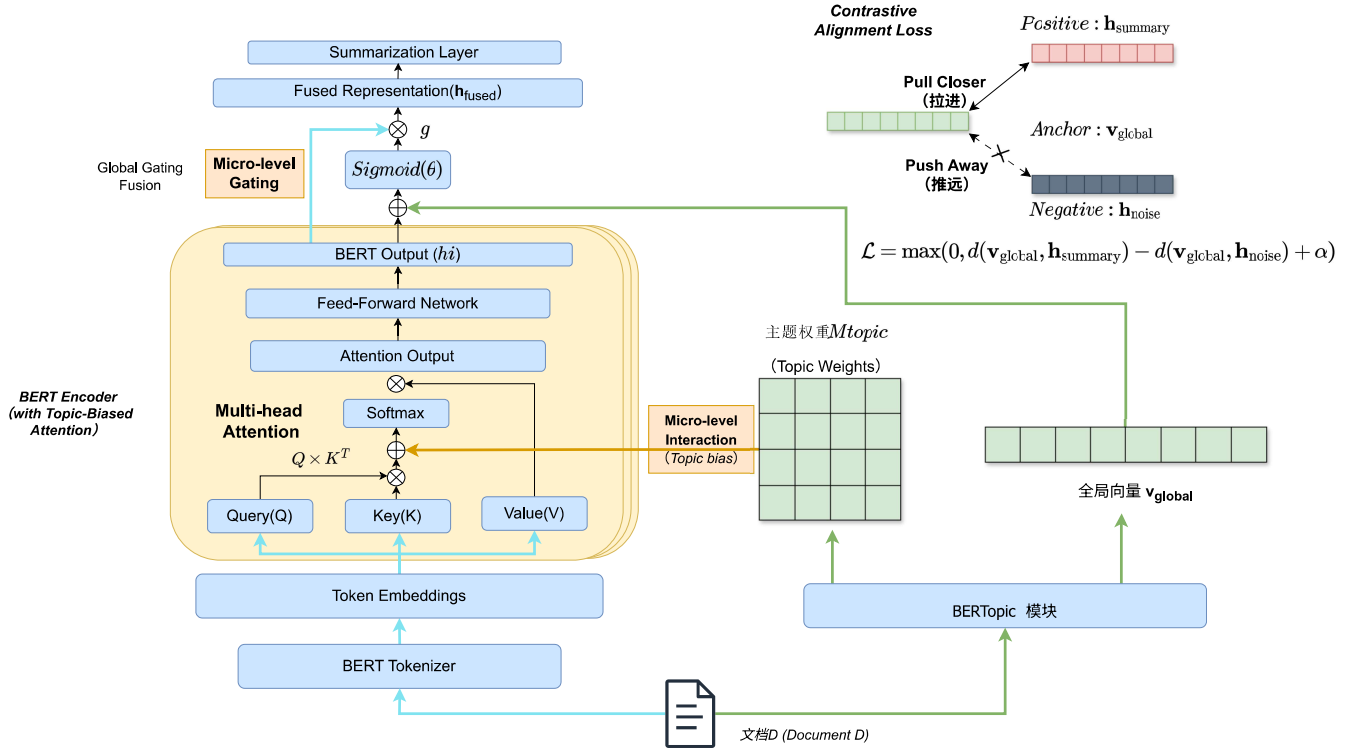 Contrastive
Alignment Loss
Positive: h_summary
Pull Closer
（拉进）
Anchor: v_global
Push Away
（推远）
Negative: h_noise
ℒ = max(0, d(v_global, h_summary) − d(v_global, h_noise) + α)
Summarization Layer
Fused Representation(h_fused)
g
Global Gating
Fusion
Micro-level
Gating
Sigmoid(θ)
BERT Output (hi)
Feed-Forward Network
Attention Output
BERT Encoder
（with Topic-Biased
Attention）
Multi-head
Attention
Softmax
Q × K^T
Query(Q)
Key(K)
Value(V)
Micro-level
Interaction
（Topic bias）
主题权重Mtopic
（Topic Weights）
全局向量 v_global
Token Embeddings
BERTopic 模块
BERT Tokenizer
文档D (Document D)